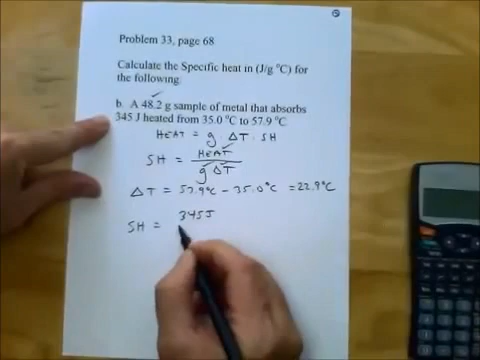 Problem 33, page 68
Calculate the Specific heat in (J/g °C) for
the following
b. A 48.2 g sample of metal that absorbs
345 J heated from 35.0 °C to 57.9 °C
HEAT = g · ΔT · SH
SH = HEAT / g ΔT
ΔT = 57.9°C - 35.0°C = 22.9°C
SH = 345J